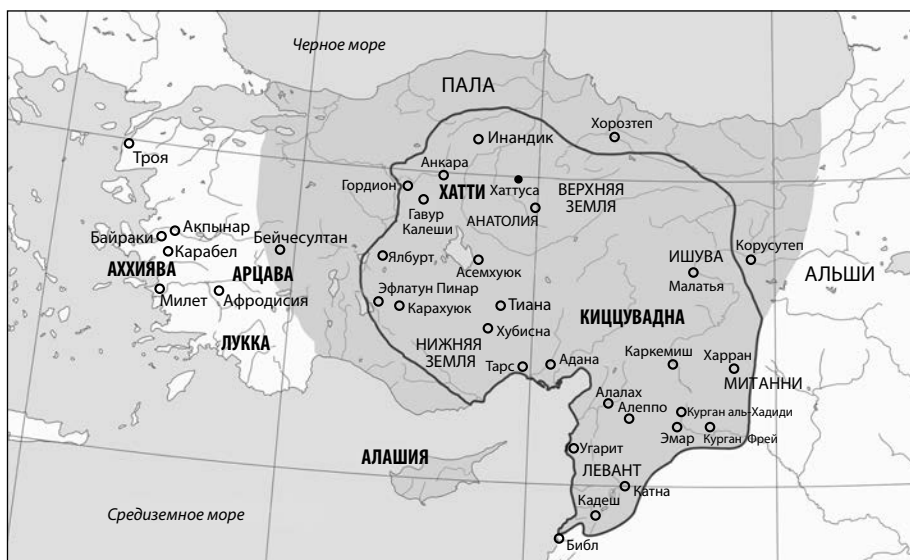 Черное море
ПАЛА
Хорозтеп
Инандик
Троя
Анкара
Гордион
ХАТТИ
Хаттуса
ВЕРХНЯЯ
ЗЕМЛЯ
Гавур
Калеши
АНАТОЛИЯ
Акпынар
Байраки
Карабел
Бейчесултан
Ялбурт
Асемхуюк
ИШУВА
Корусутеп
АХХИЯВА
АРЦАВА
Малатья
АЛЬШИ
Милет
Афродисия
Эфлатун Пинар
Карахуюк
Тиана
КИЦЦУВАДНА
ЛУККА
Хубисна
НИЖНЯЯ
ЗЕМЛЯ
Тарс
Адана
Каркемиш
Харран
МИТАННИ
Алалах
Алеппо
Курган аль-Хадиди
Эмар
Курган Фрей
Угарит
АЛАШИЯ
ЛЕВАНТ
Катна
Кадеш
Средиземное море
Библ